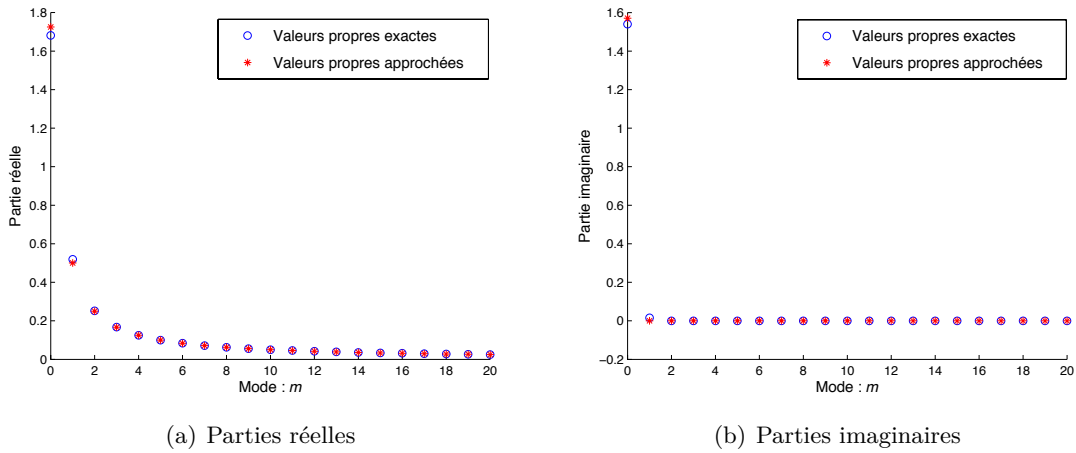 1.8
1.6
1.4
1.2
1
0.8
0.6
0.4
0.2
0
Partie réelle
Valeurs propres exactes
Valeurs propres approchées
0 2 4 6 8 10 12 14 16 18 20
Mode : m
(a) Parties réelles
1.6
1.4
1.2
1
0.8
0.6
0.4
0.2
0
−0.2
Partie imaginaire
Valeurs propres exactes
Valeurs propres approchées
0 2 4 6 8 10 12 14 16 18 20
Mode : m
(b) Parties imaginaires